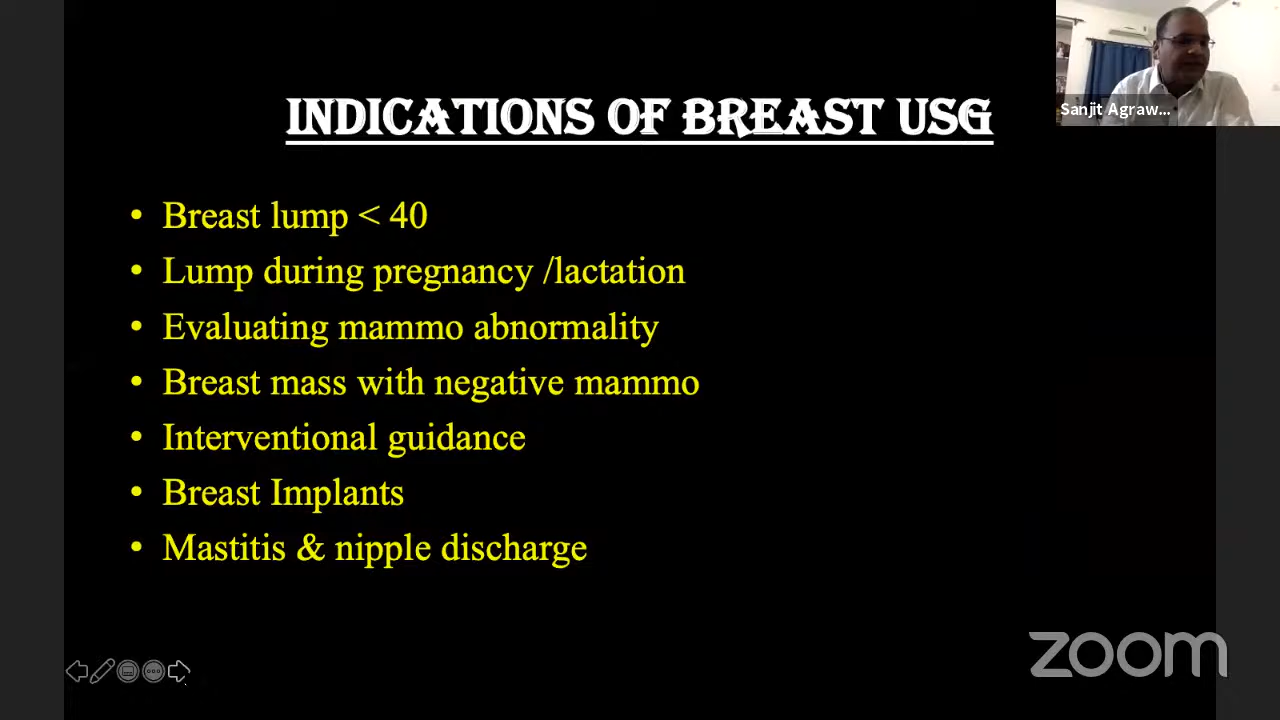 INDICATIONS OF BREAST USG
Sanjit Agraw...
• Breast lump < 40
• Lump during pregnancy /lactation
• Evaluating mammo abnormality
• Breast mass with negative mammo
• Interventional guidance
• Breast Implants
• Mastitis & nipple discharge
zoom